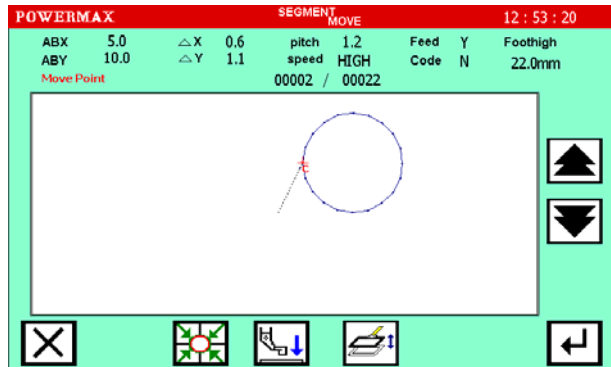 POWERMAX SEGMENT MOVE 12 : 53 : 20
ABX 5.0 △X 0.6 pitch 1.2 Feed Y Foothigh
ABY 10.0 △Y 1.1 speed HIGH Code N 22.0mm
Move Point 00002 / 00022